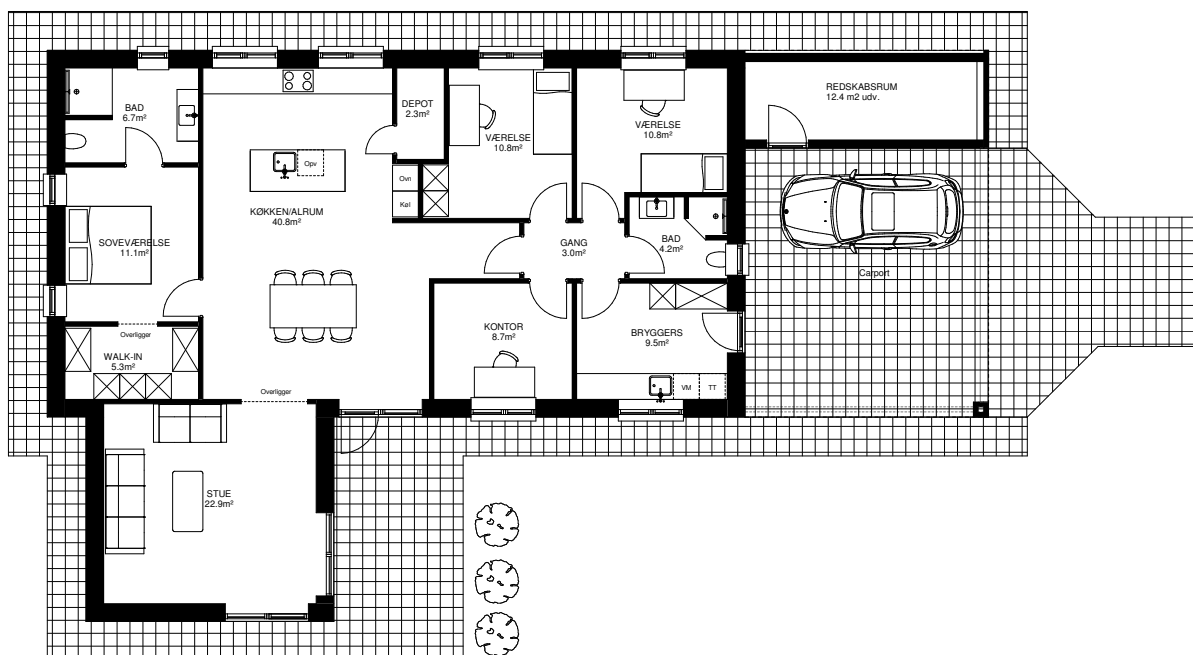 BAD
6.7m²
DEPOT
2.3m²
VÆRELSE
10.8m²
VÆRELSE
10.8m²
REDSKABSRUM
12.4 m2 udv.
Opv
Ovn
Køl
KØKKEN/ALRUM
40.8m²
SOVEVÆRELSE
11.1m²
GANG
3.0m²
BAD
4.2m²
Carport
Overligger
WALK-IN
5.3m²
KONTOR
8.7m²
BRYGGERS
9.5m²
VM
TT
Overligger
STUE
22.9m²